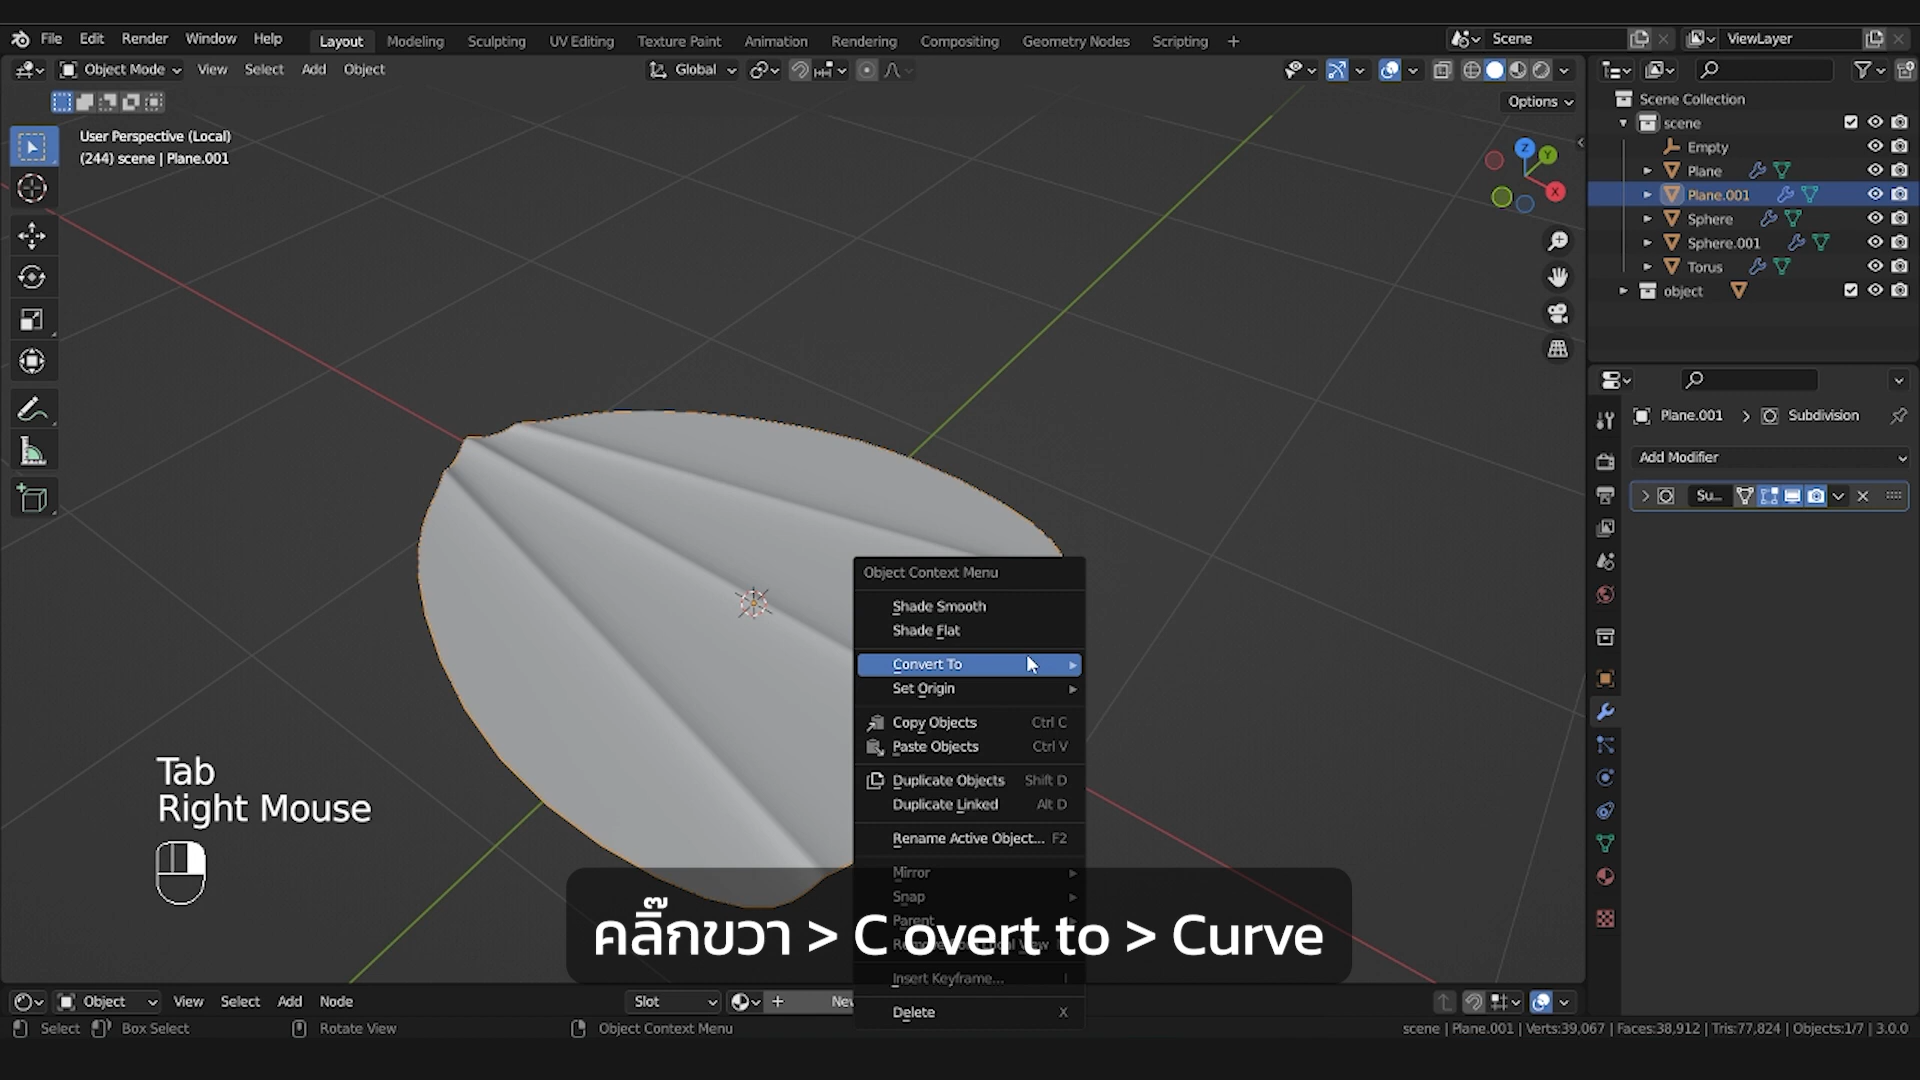 File Edit Render Window Help Layout Modeling Sculpting UV Editing Texture Paint Animation Rendering Compositing Geometry Nodes Scripting + Scene ViewLayer
Object Mode View Select Add Object Global
Options
User Perspective (Local)
(244) scene | Plane.001
Z Y X
Scene Collection
scene
Empty
Plane
Plane.001
Sphere
Sphere.001
Torus
object
Plane.001 > Subdivision
Add Modifier
Su...
Object Context Menu
Shade Smooth
Shade Flat
Convert To
Set Origin
Copy Objects Ctrl C
Paste Objects Ctrl V
Duplicate Objects Shift D
Duplicate Linked Alt D
Rename Active Object... F2
Mirror
Snap
Parent
Insert Keyframe... I
Delete X
Tab
Right Mouse
คลิ๊กขวา > C overt to > Curve
Object View Select Add Node Slot New
Select Box Select Rotate View Object Context Menu scene | Plane.001 | Verts:39,067 | Faces:38,912 | Tris:77,824 | Objects:1/7 | 3.0.0